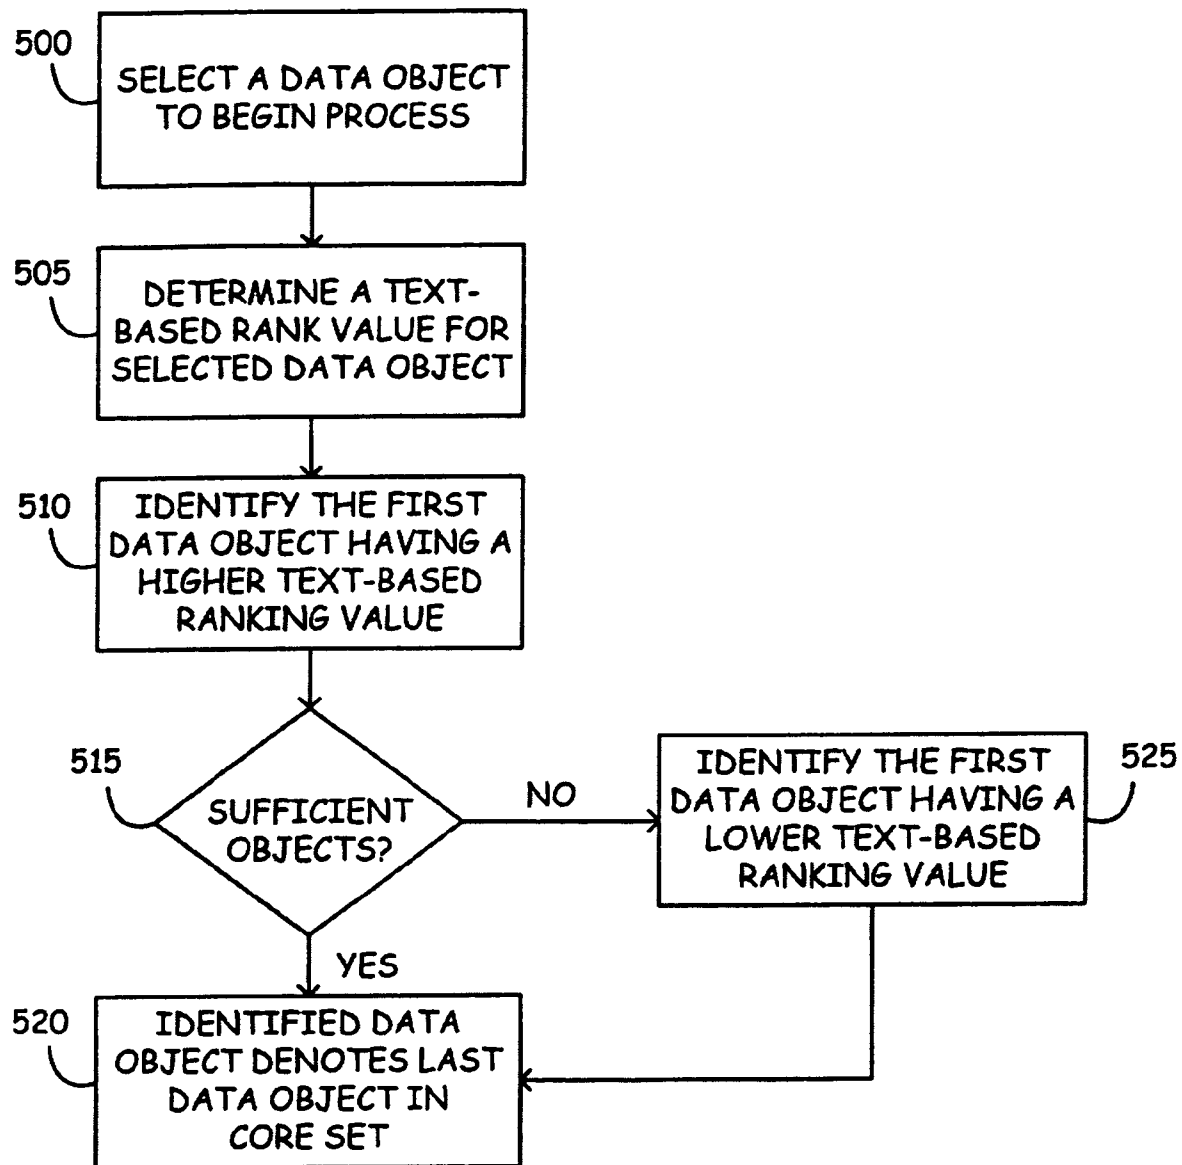 500
SELECT A DATA OBJECT
TO BEGIN PROCESS
505
DETERMINE A TEXT-
BASED RANK VALUE FOR
SELECTED DATA OBJECT
510
IDENTIFY THE FIRST
DATA OBJECT HAVING A
HIGHER TEXT-BASED
RANKING VALUE
515
SUFFICIENT
OBJECTS?
NO
IDENTIFY THE FIRST
DATA OBJECT HAVING A
LOWER TEXT-BASED
RANKING VALUE
525
YES
520
IDENTIFIED DATA
OBJECT DENOTES LAST
DATA OBJECT IN
CORE SET